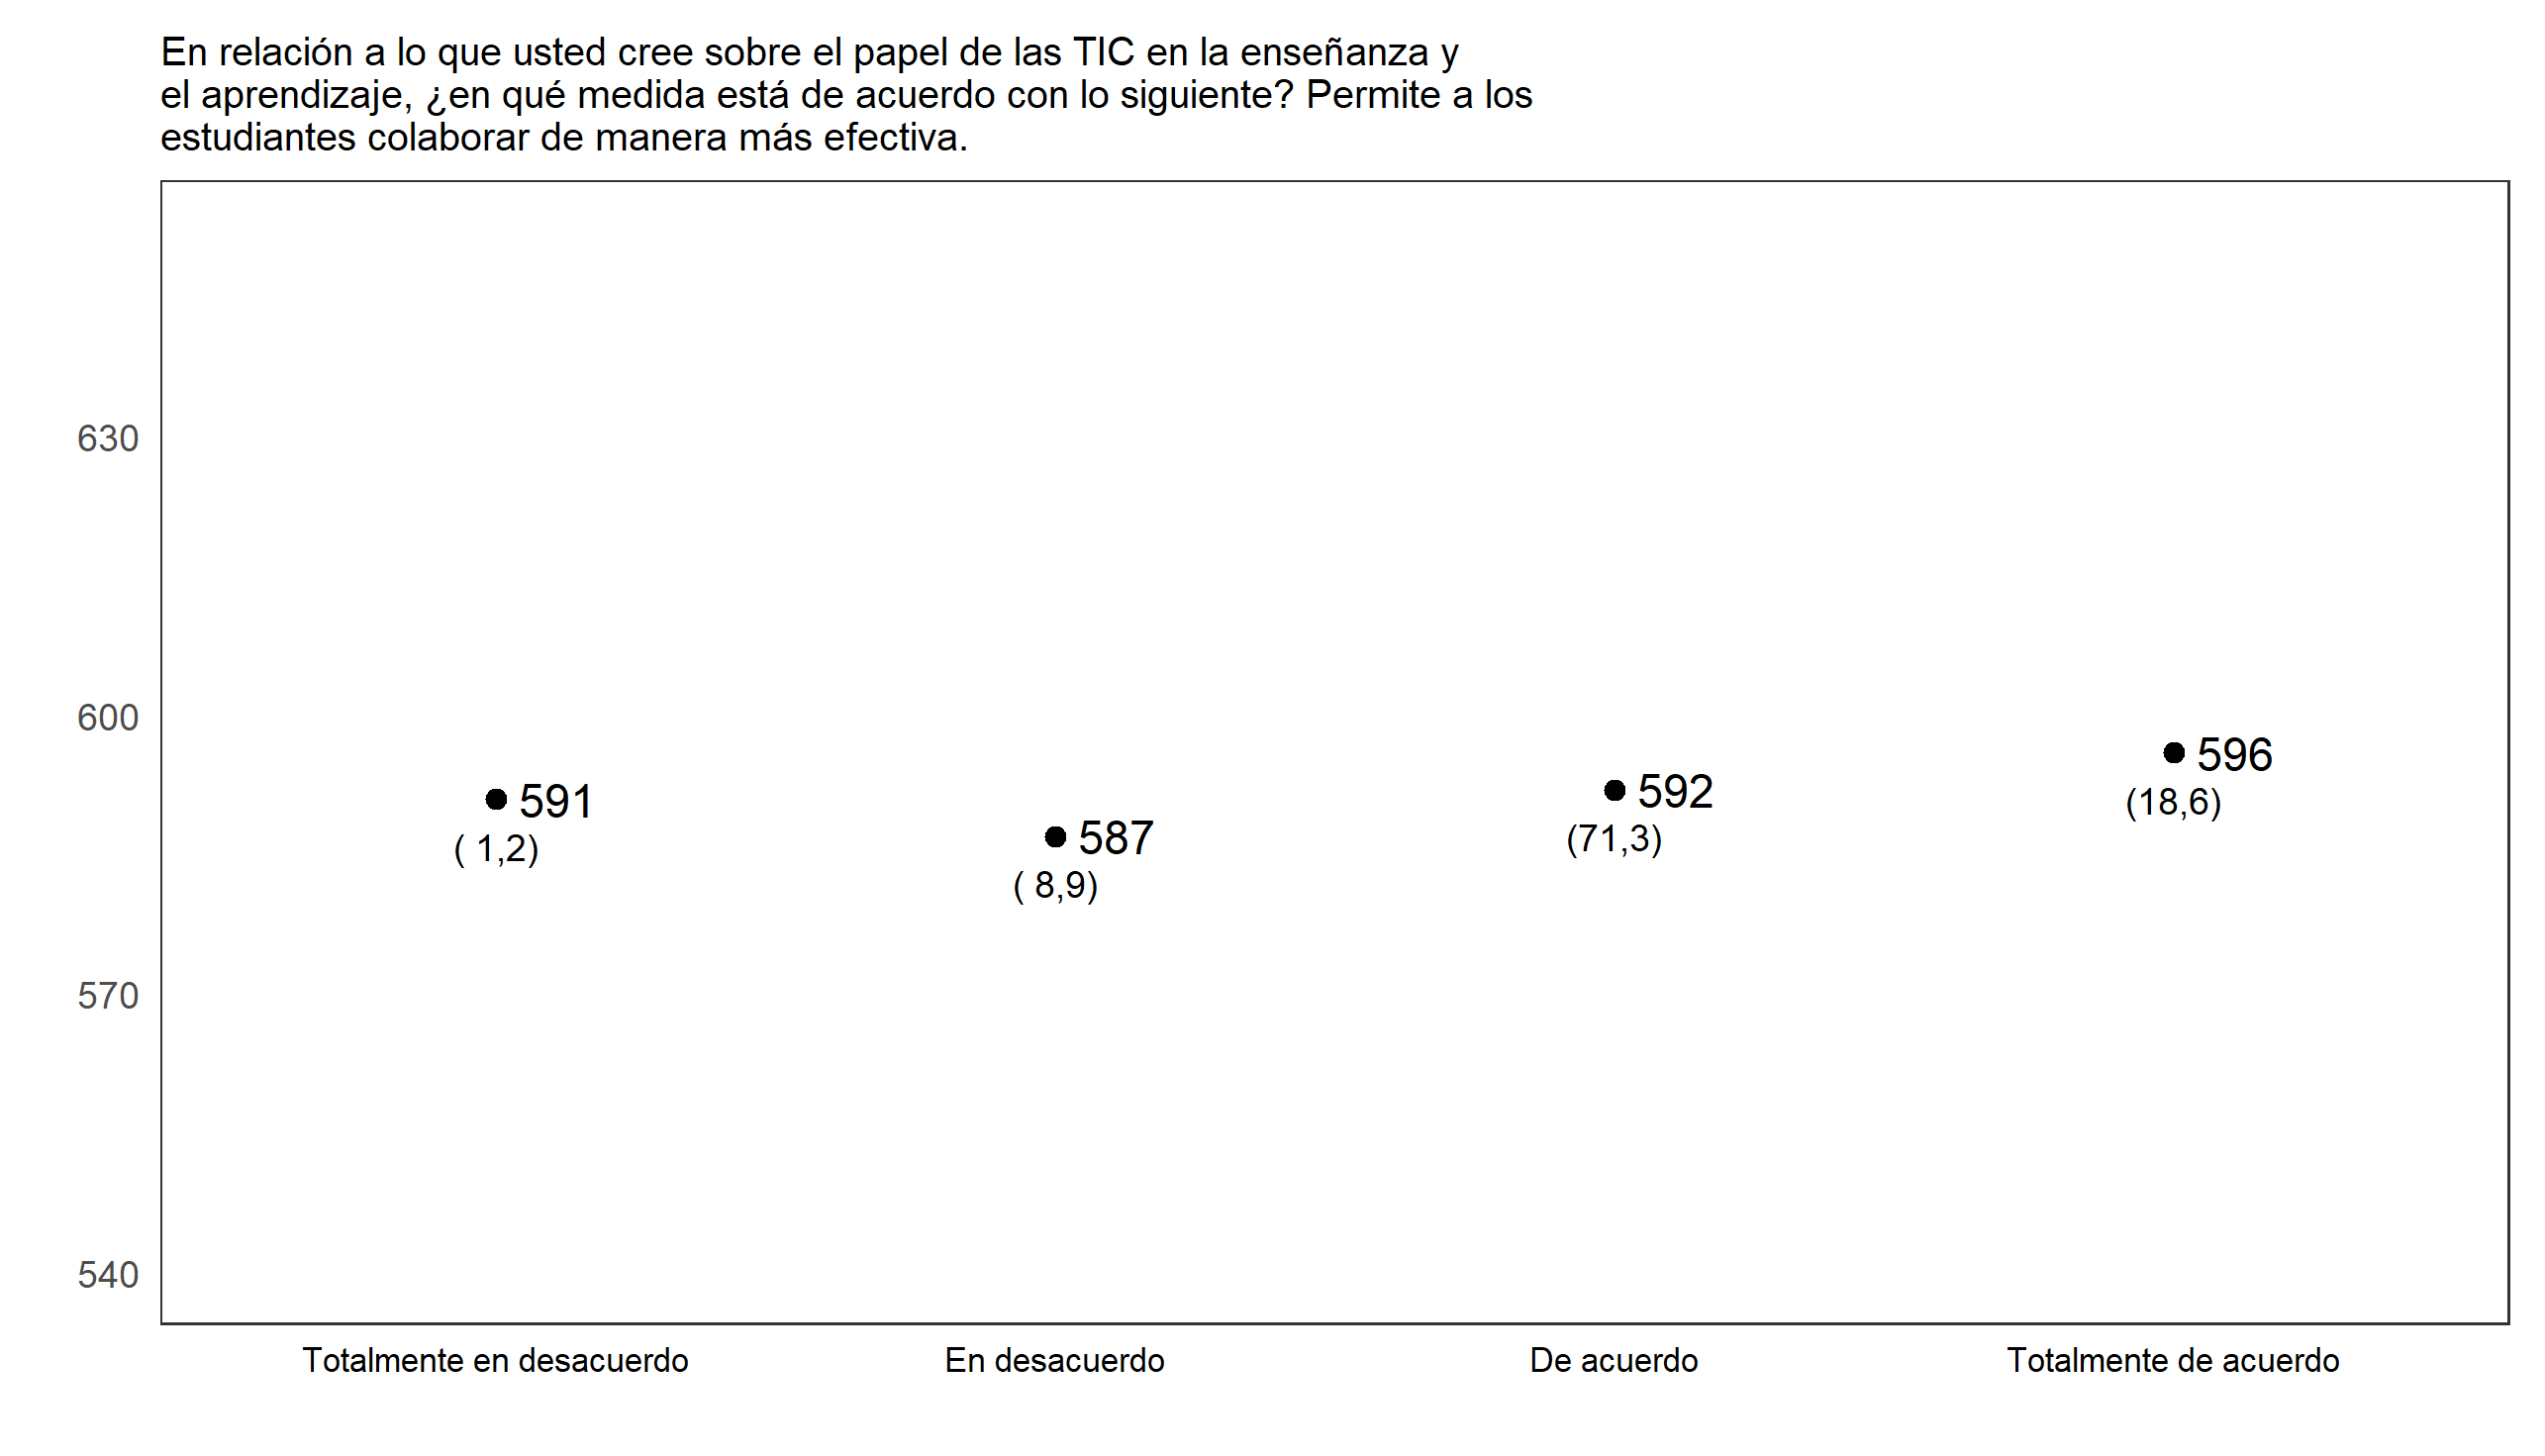 En relación a lo que usted cree sobre el papel de las TIC en la enseñanza y
el aprendizaje, ¿en qué medida está de acuerdo con lo siguiente? Permite a los
estudiantes colaborar de manera más efectiva.
630
600
570
540
591
( 1,2)
587
( 8,9)
592
(71,3)
596
(18,6)
Totalmente en desacuerdo
En desacuerdo
De acuerdo
Totalmente de acuerdo